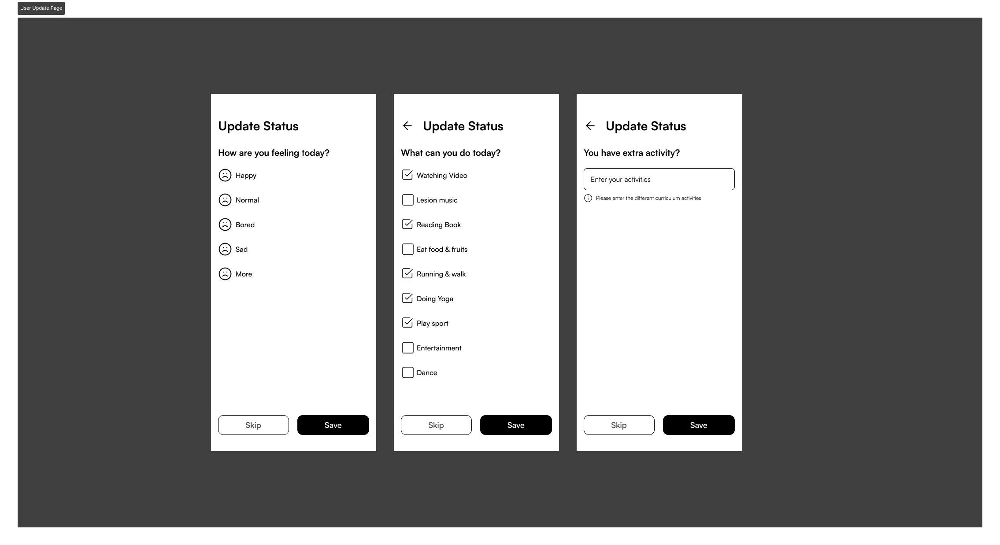 User Update Page
Update Status
How are you feeling today?
Happy
Normal
Bored
Sad
More
Skip
Save
Update Status
What can you do today?
Watching Video
Lesion music
Reading Book
Eat food & fruits
Running & walk
Doing Yoga
Play sport
Entertainment
Dance
Skip
Save
Update Status
You have extra activity?
Enter your activities
Please enter the different curriculum activities
Skip
Save